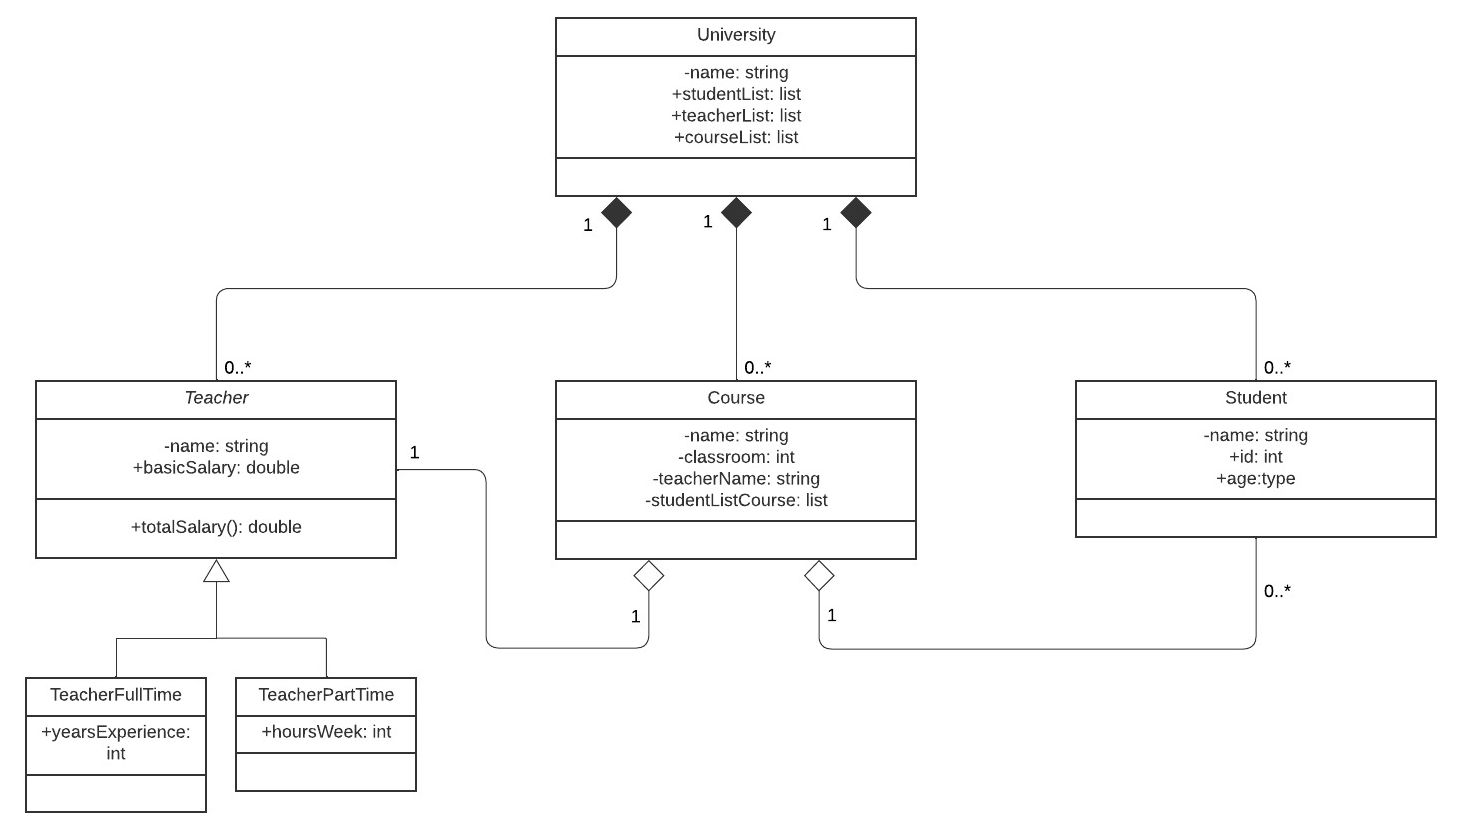 University
-name: string
+studentList: list
+teacherList: list
+courseList: list
1
1
1
0..*
0..*
0..*
Teacher
-name: string
+basicSalary: double
+totalSalary(): double
1
Course
-name: string
-classroom: int
-teacherName: string
-studentListCourse: list
Student
-name: string
+id: int
+age:type
1
1
0..*
TeacherFullTime
+yearsExperience:
int
TeacherPartTime
+hoursWeek: int